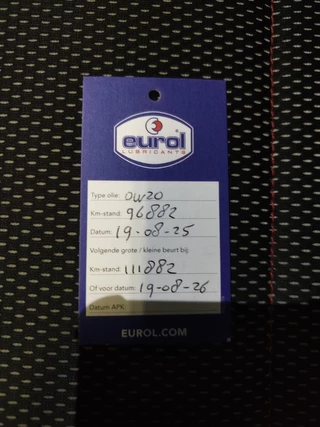 eurol
LUBRICANTS
Type olie: 0W20
Km-stand: 96882
Datum: 19-08-25
Volgende grote / kleine beurt bij:
Km-stand: 111882
Of voor datum: 19-08-26
Datum APK:
EUROL.COM